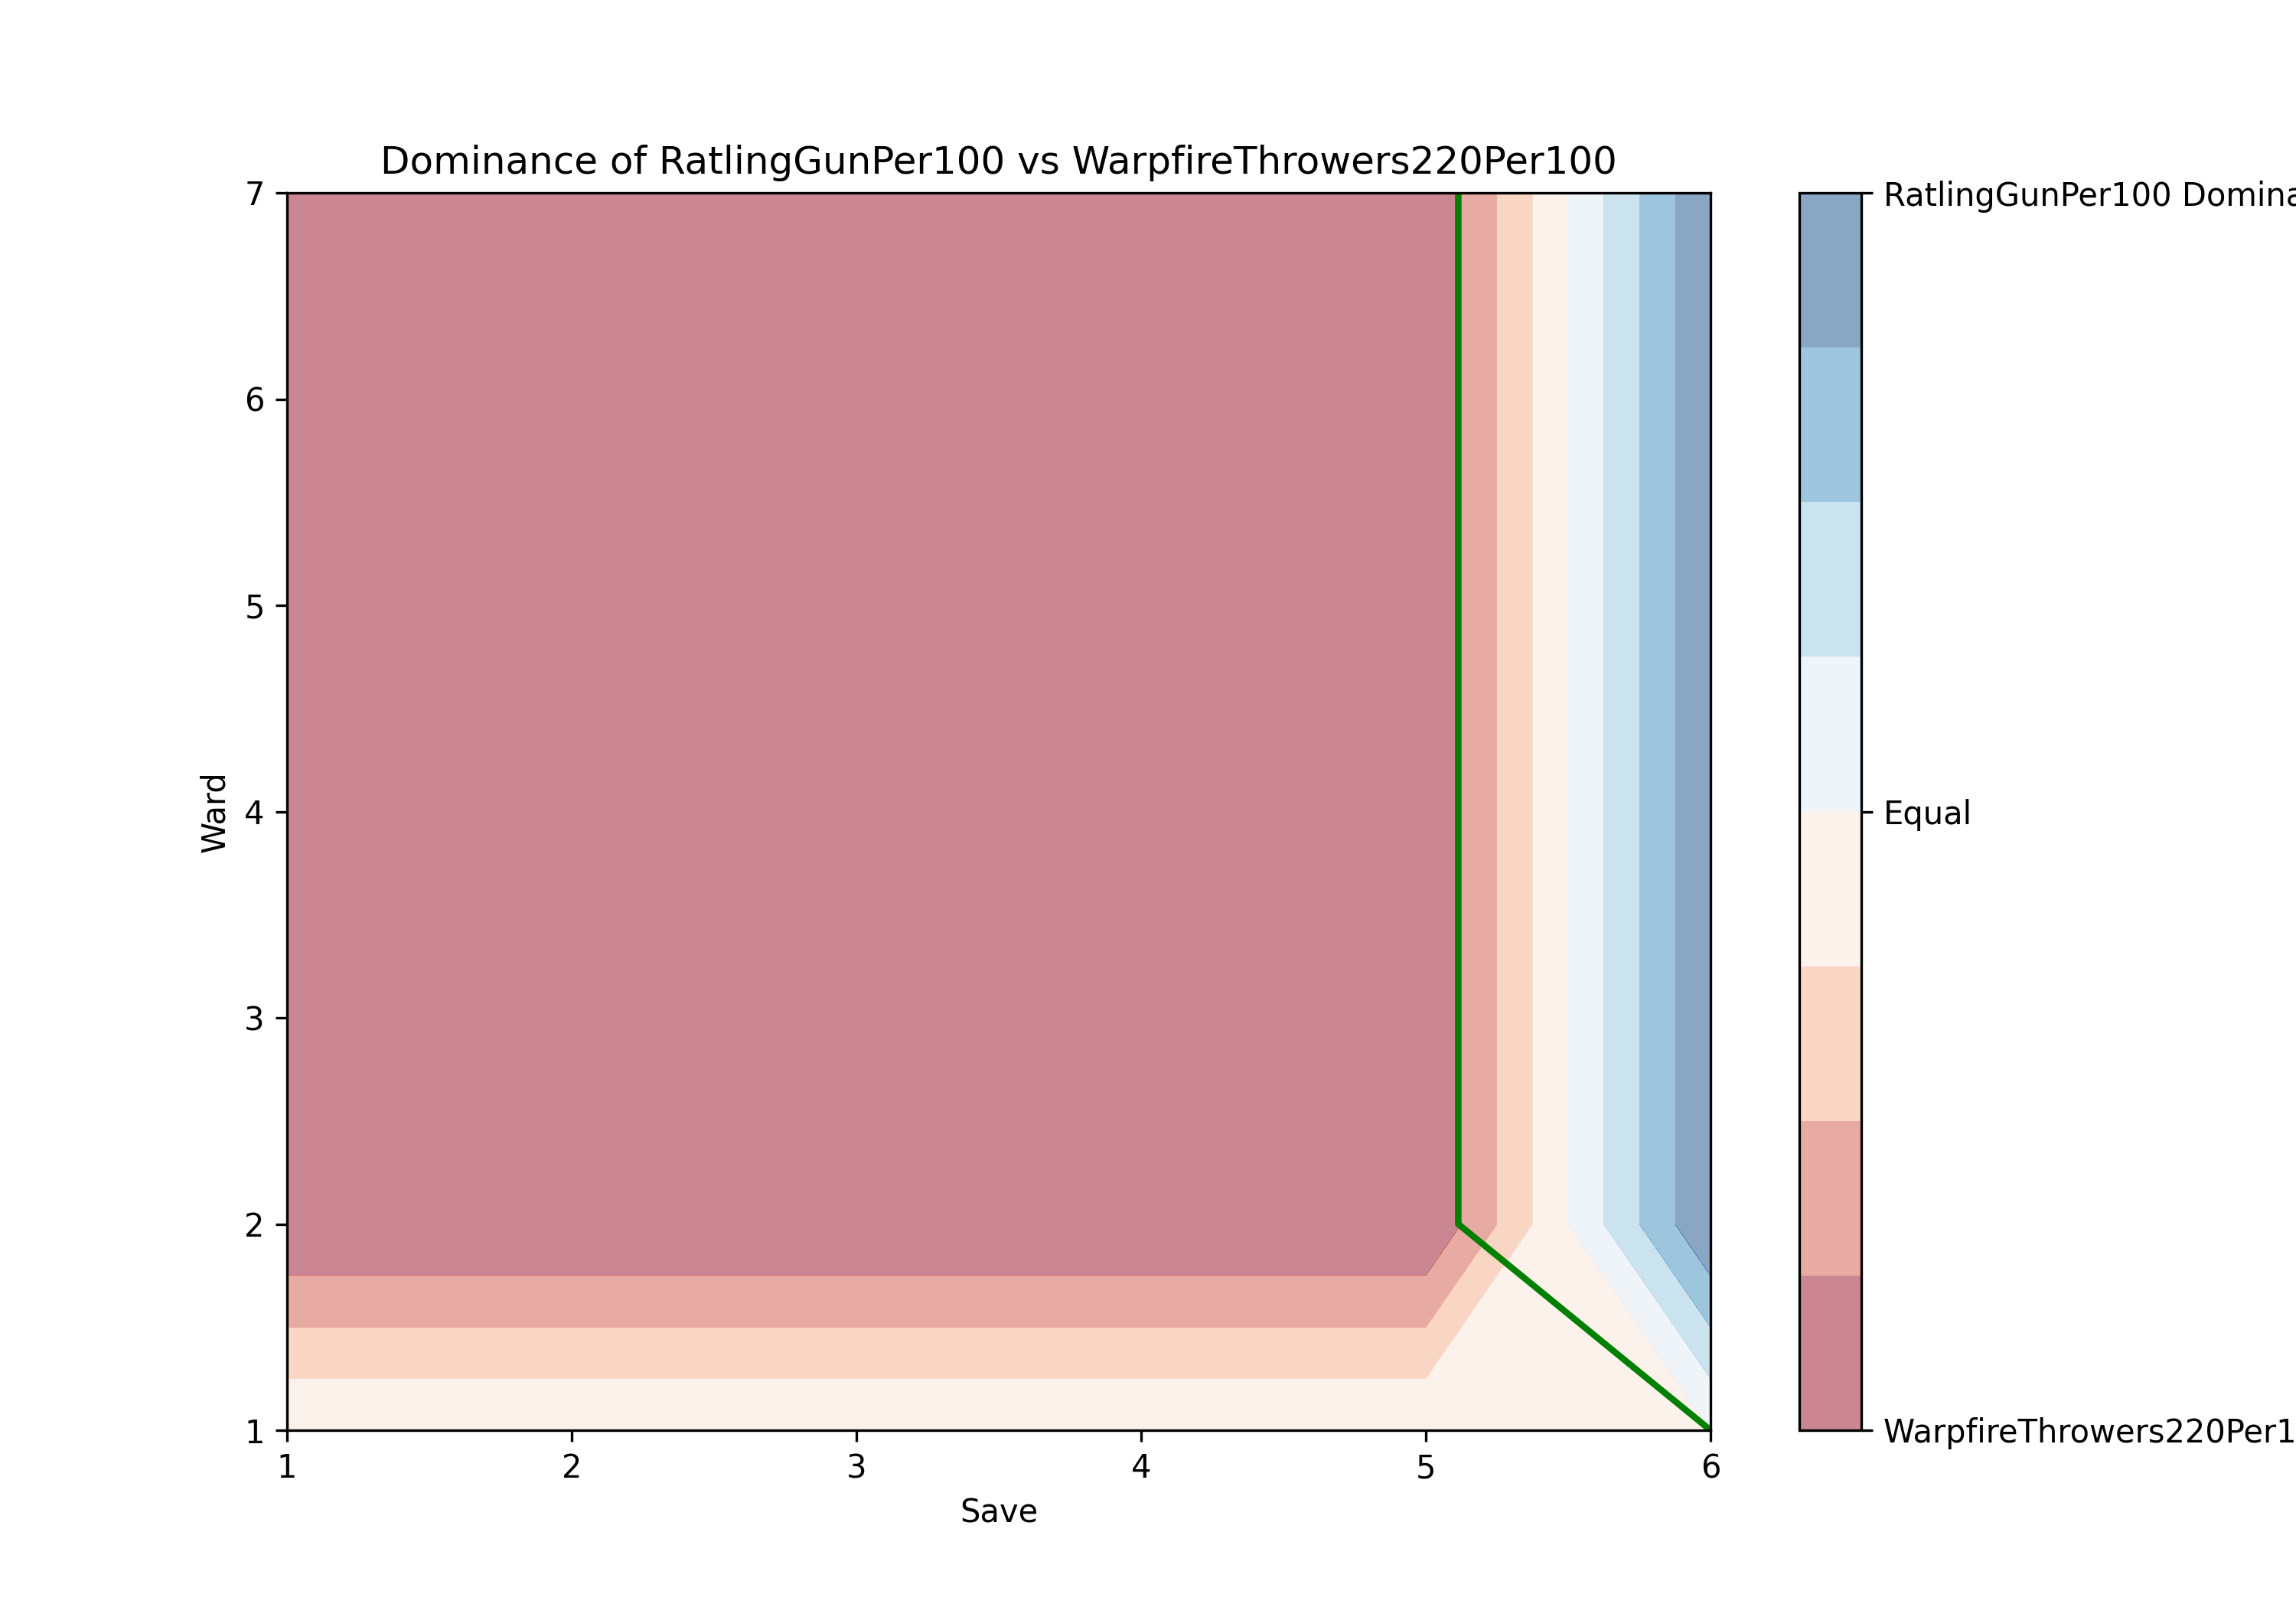 Dominance of RatlingGunPer100 vs WarpfireThrowers220Per100
7
6
5
4
3
2
1
Ward
1 2 3 4 5 6
Save
RatlingGunPer100 Domina
Equal
WarpfireThrowers220Per1